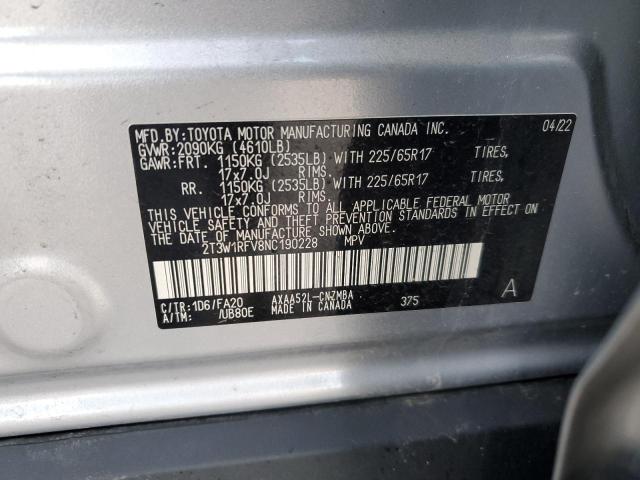 MFD.BY:TOYOTA MOTOR MANUFACTURING CANADA INC. 04/22
GVWR:2090KG (4610LB)
GAWR:FRT. 1150KG (2535LB) WITH 225/65R17 TIRES,
17x7.0J RIMS.
RR. 1150KG (2535LB) WITH 225/65R17 TIRES,
17x7.0J RIMS.
THIS VEHICLE CONFORMS TO ALL APPLICABLE FEDERAL MOTOR
VEHICLE SAFETY AND THEFT PREVENTION STANDARDS IN EFFECT ON
THE DATE OF MANUFACTURE SHOWN ABOVE.
2T3W1RFV8NC190228 MPV
A
C/TR:1D6/FA20 AXAA52L-CNZMBA 375
A/TM: /UB80E MADE IN CANADA